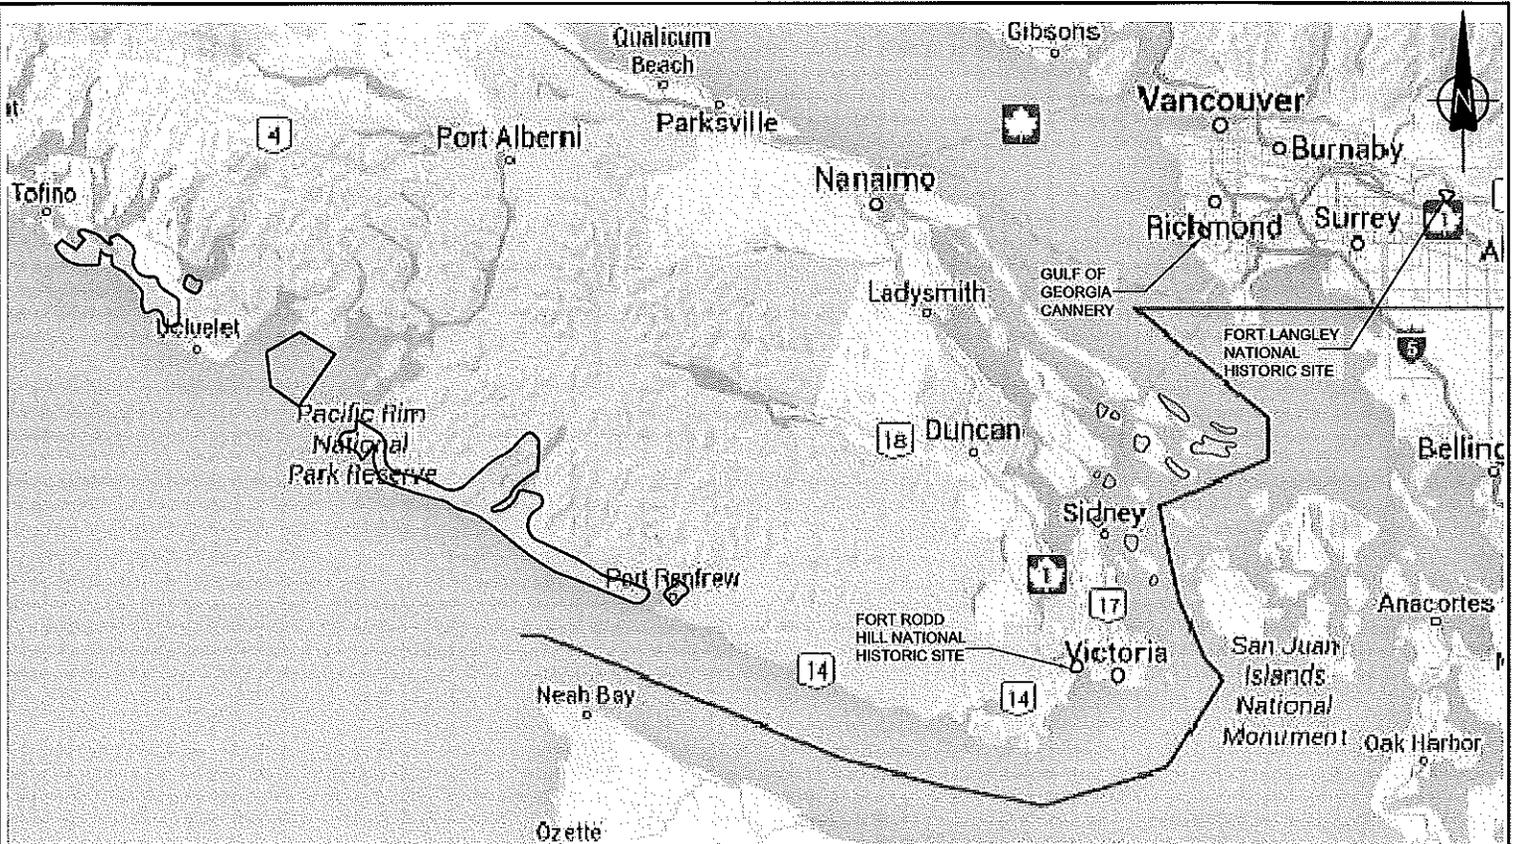 Gibsons
Qualicum
Beach
Vancouver
N
Parksville
4
Port Alberni
Burnaby
Tofino
Nanaimo
Richmond
Surrey
1
GULF OF
GEORGIA
CANNERY
Ladysmith
Ucluelet
FORT LANGLEY
NATIONAL
HISTORIC SITE
5
Pacific Rim
National
Park Reserve
18
Duncan
Belling
Sidney
Port Renfrew
1
17
Anacortes
FORT RODD
HILL NATIONAL
HISTORIC SITE
Victoria
San Juan
Islands
National
Monument
14
14
Neah Bay
Oak Harbor
Ozette